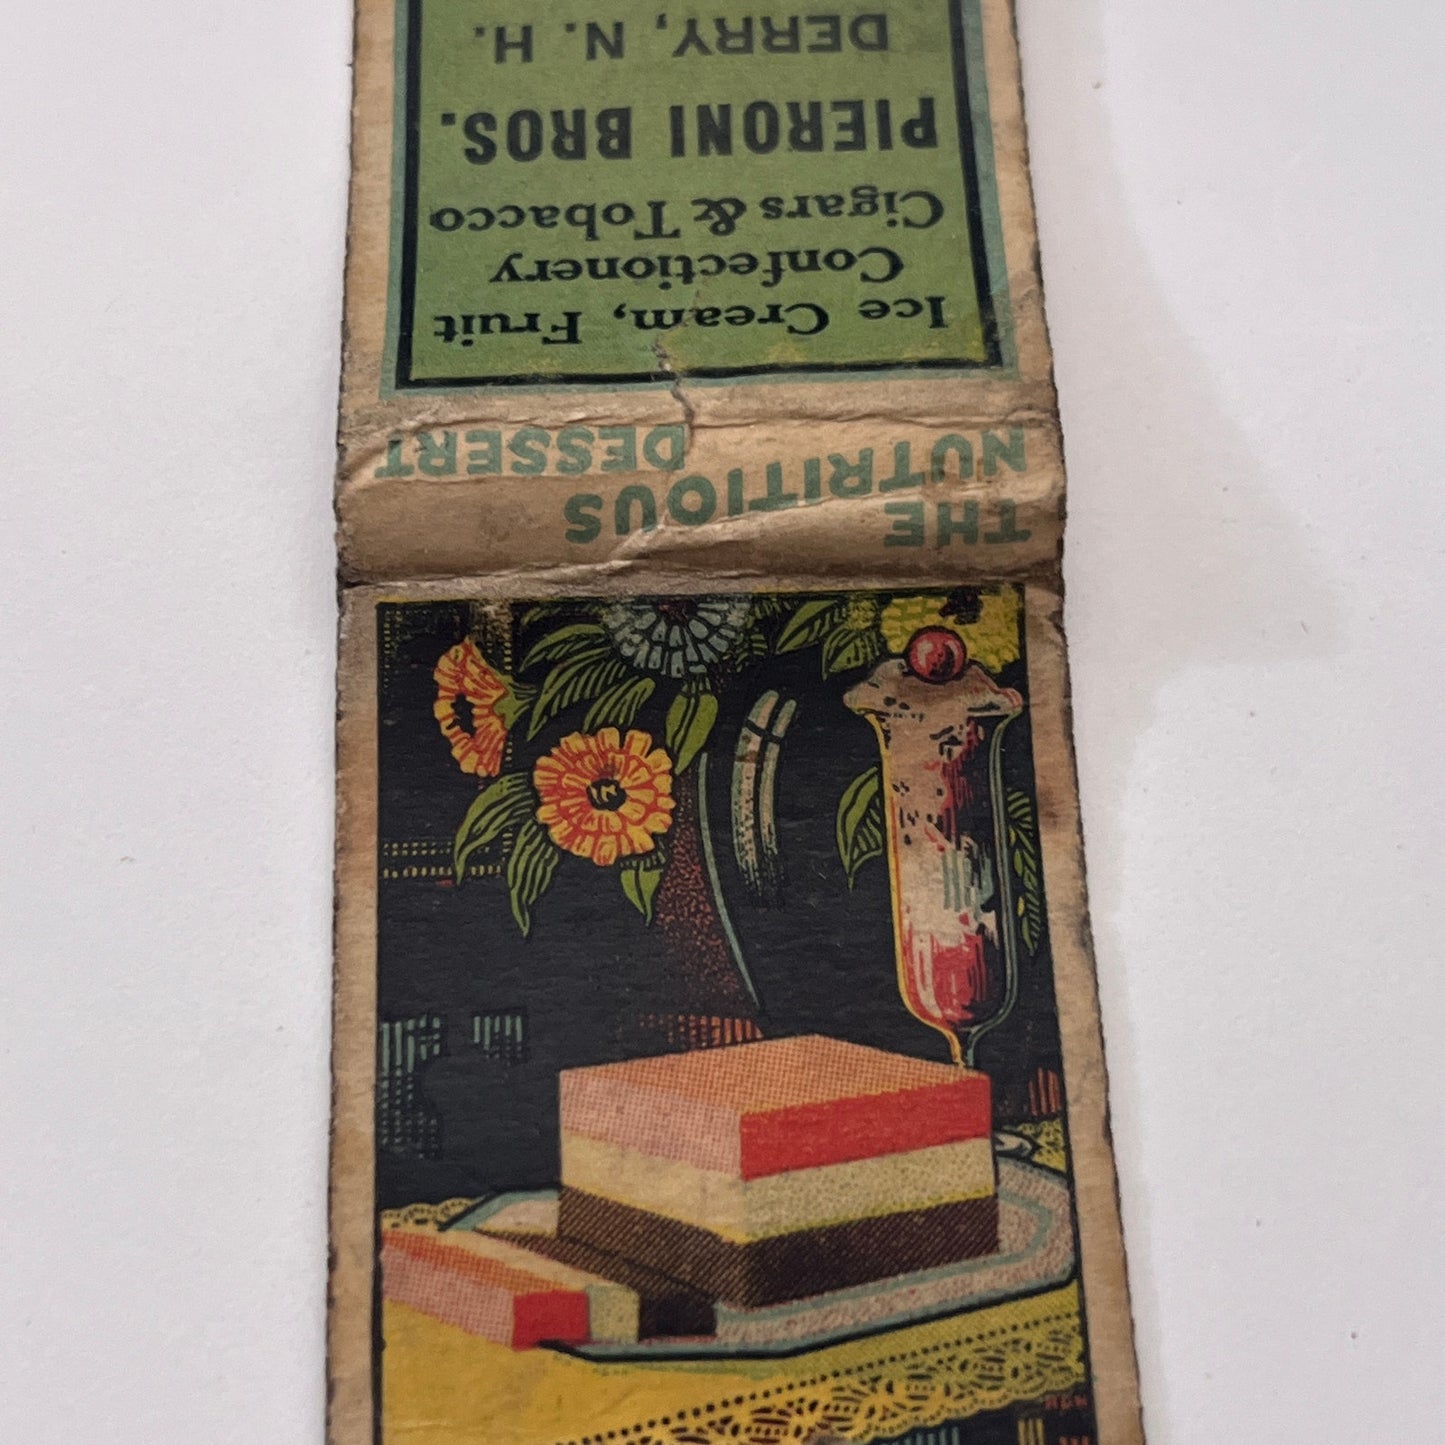 Ice Cream, Fruit
Confectionery
Cigars & Tobacco
PIERONI BROS.
DERRY, N. H.
THE
NUTRITIOUS
DESSERT